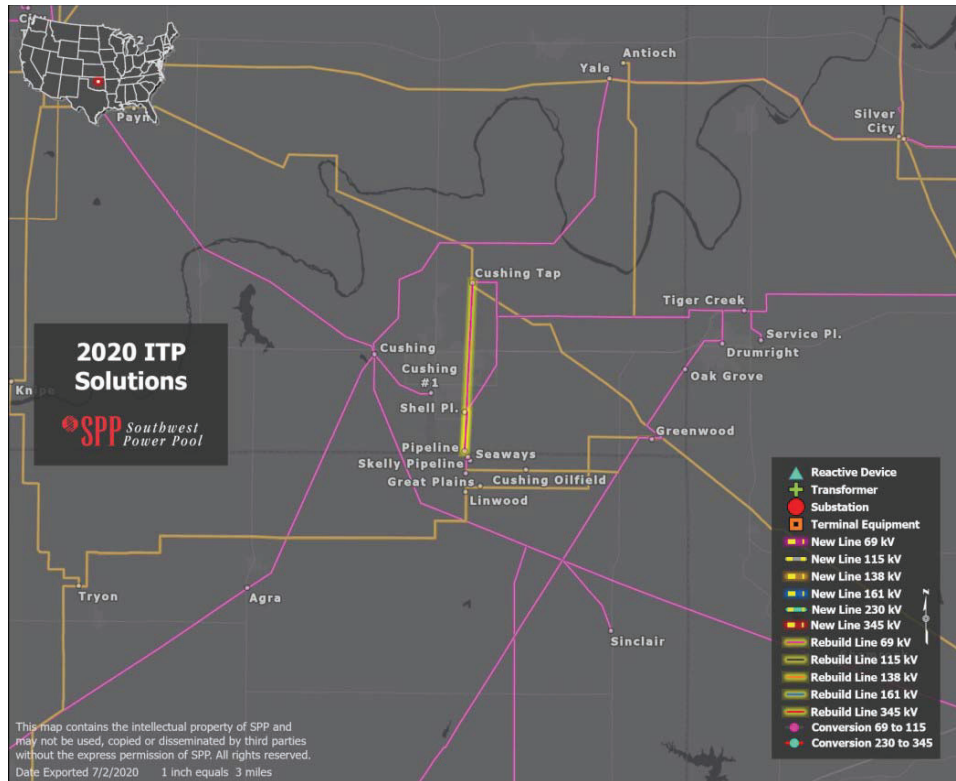 City
2
Payn
Antioch
Yale
Silver
City
Cushing Tap
Tiger Creek
Service Pl.
Drumright
Oak Grove
2020 ITP
Solutions
SPP Southwest
Power Pool
Knipe
Cushing
Cushing
#1
Shell Pl.
Greenwood
Pipeline
Seaways
Skelly Pipeline
Cushing Oilfield
Great Plains
Linwood
Tryon
Agra
Sinclair
Reactive Device
Transformer
Substation
Terminal Equipment
New Line 69 kV
New Line 115 kV
New Line 138 kV
New Line 161 kV
New Line 230 kV
New Line 345 kV
Rebuild Line 69 kV
Rebuild Line 115 kV
Rebuild Line 138 kV
Rebuild Line 161 kV
Rebuild Line 345 kV
Conversion 69 to 115
Conversion 230 to 345
N
This map contains the intellectual property of SPP and
may not be used, copied or disseminated by third parties
without the express permission of SPP. All rights reserved.
Date Exported 7/2/2020 1 inch equals 3 miles